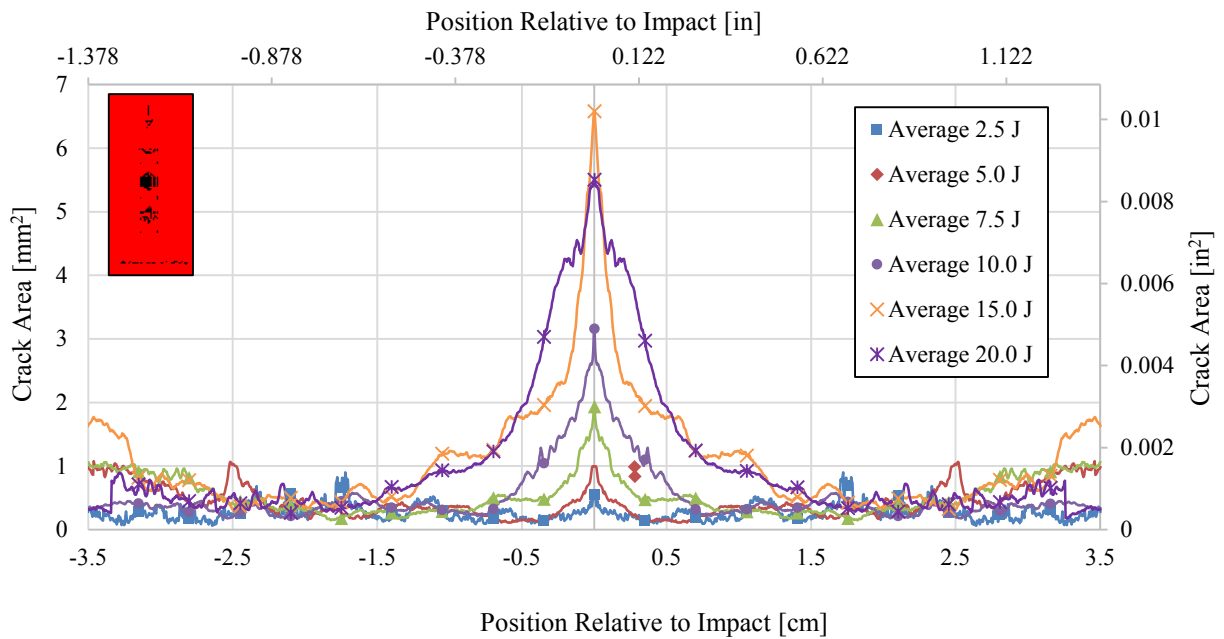 Position Relative to Impact [in]
-1.378 -0.878 -0.378 0.122 0.622 1.122
7
6
5
4
3
2
1
0
Crack Area [mm²]
Average 2.5 J
Average 5.0 J
Average 7.5 J
Average 10.0 J
Average 15.0 J
Average 20.0 J
0.01
0.008
0.006
0.004
0.002
0
Crack Area [in²]
-3.5 -2.5 -1.5 -0.5 0.5 1.5 2.5 3.5
Position Relative to Impact [cm]